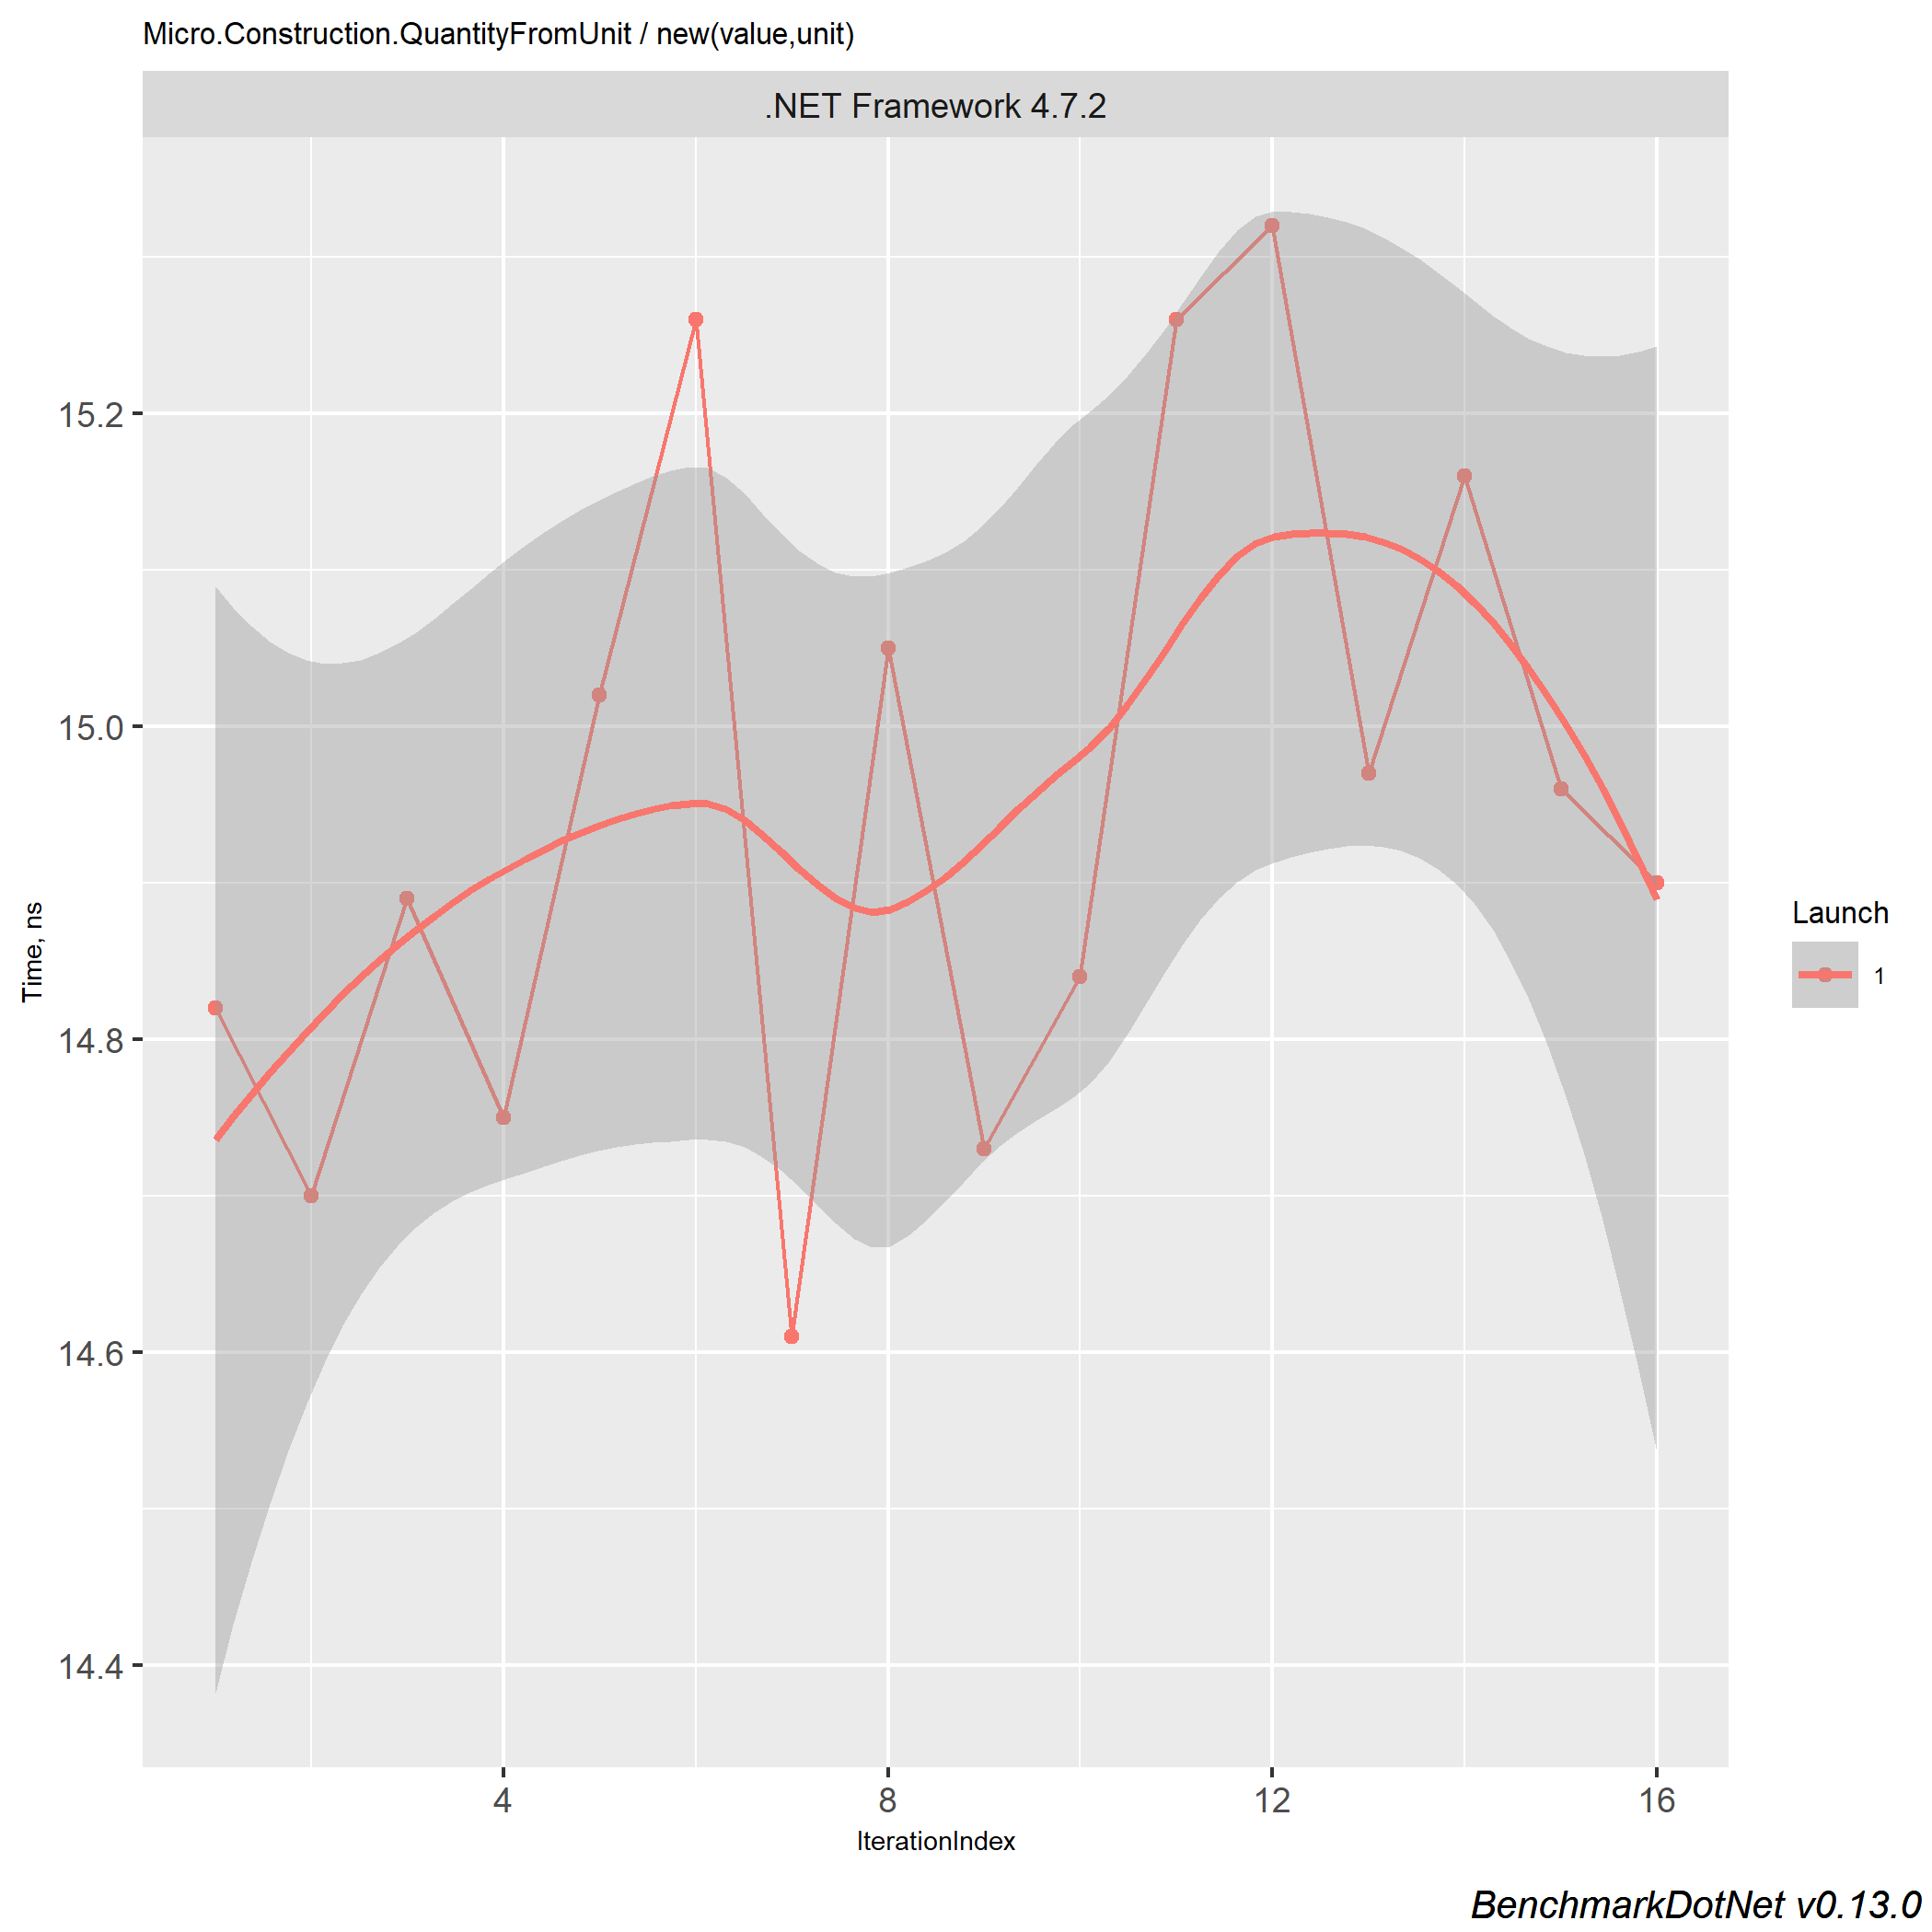 Micro.Construction.QuantityFromUnit / new(value,unit)
.NET Framework 4.7.2
15.2
15.0
14.8
14.6
14.4
Time, ns
4
8
12
16
IterationIndex
Launch
1
BenchmarkDotNet v0.13.0